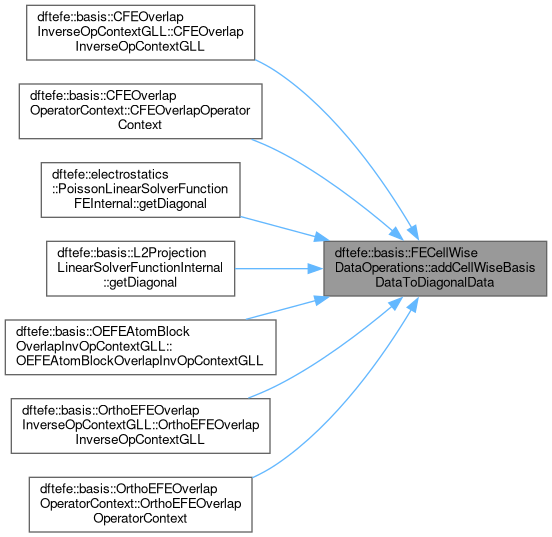 dftefe::basis::CFEOverlap
InverseOpContextGLL::CFEOverlap
InverseOpContextGLL
dftefe::basis::CFEOverlap
OperatorContext::CFEOverlapOperator
Context
dftefe::electrostatics
::PoissonLinearSolverFunction
FEInternal::getDiagonal
dftefe::basis::L2Projection
LinearSolverFunctionInternal
::getDiagonal
dftefe::basis::OEFEAtomBlock
OverlapInvOpContextGLL::
OEFEAtomBlockOverlapInvOpContextGLL
dftefe::basis::OrthoEFEOverlap
InverseOpContextGLL::OrthoEFEOverlap
InverseOpContextGLL
dftefe::basis::OrthoEFEOverlap
OperatorContext::OrthoEFEOverlap
OperatorContext
dftefe::basis::FECellWise
DataOperations::addCellWiseBasis
DataToDiagonalData